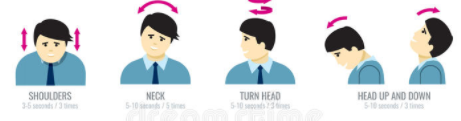 SHOULDERS
3-5 seconds / 3 times
NECK
5-10 seconds / 5 times
TURN HEAD
5-10 seconds / 3 times
HEAD UP AND DOWN
5-10 seconds / 3 times